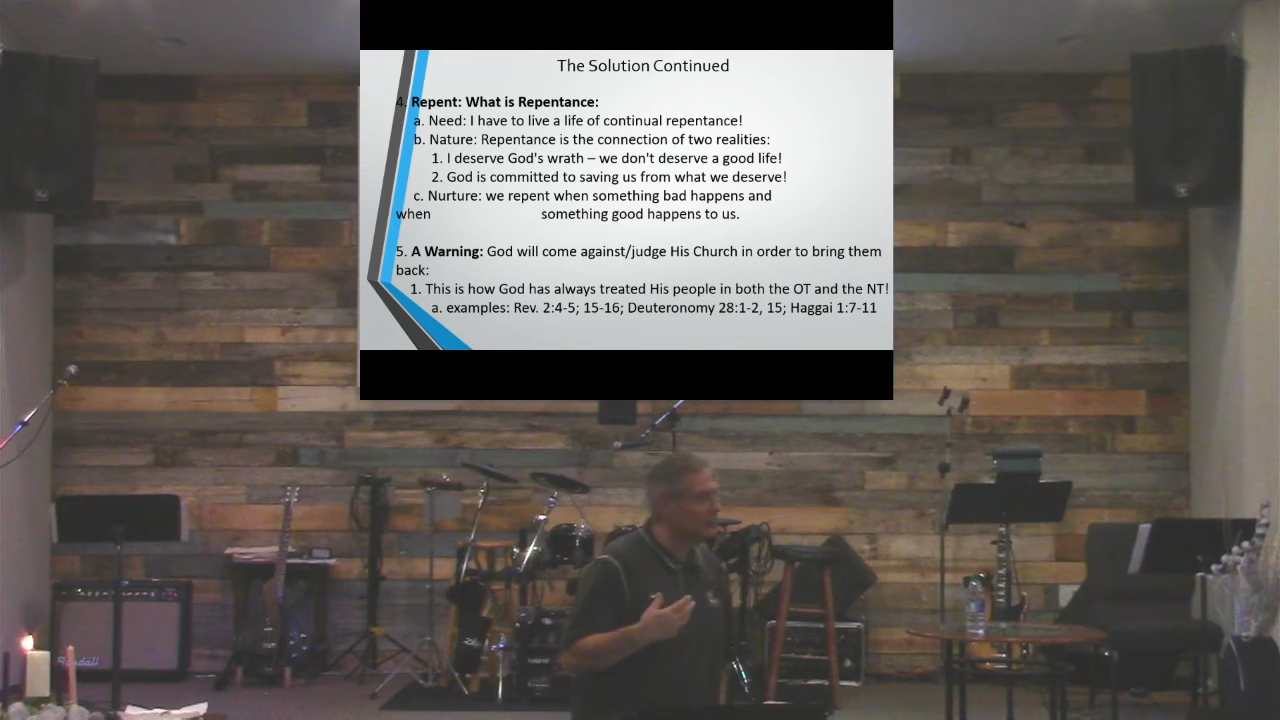 The Solution Continued
4. Repent: What is Repentance:
a. Need: I have to live a life of continual repentance!
b. Nature: Repentance is the connection of two realities:
1. I deserve God's wrath – we don't deserve a good life!
2. God is committed to saving us from what we deserve!
c. Nurture: we repent when something bad happens and
when something good happens to us.
5. A Warning: God will come against/judge His Church in order to bring them
back:
1. This is how God has always treated His people in both the OT and the NT!
a. examples: Rev. 2:4-5; 15-16; Deuteronomy 28:1-2, 15; Haggai 1:7-11
Randall